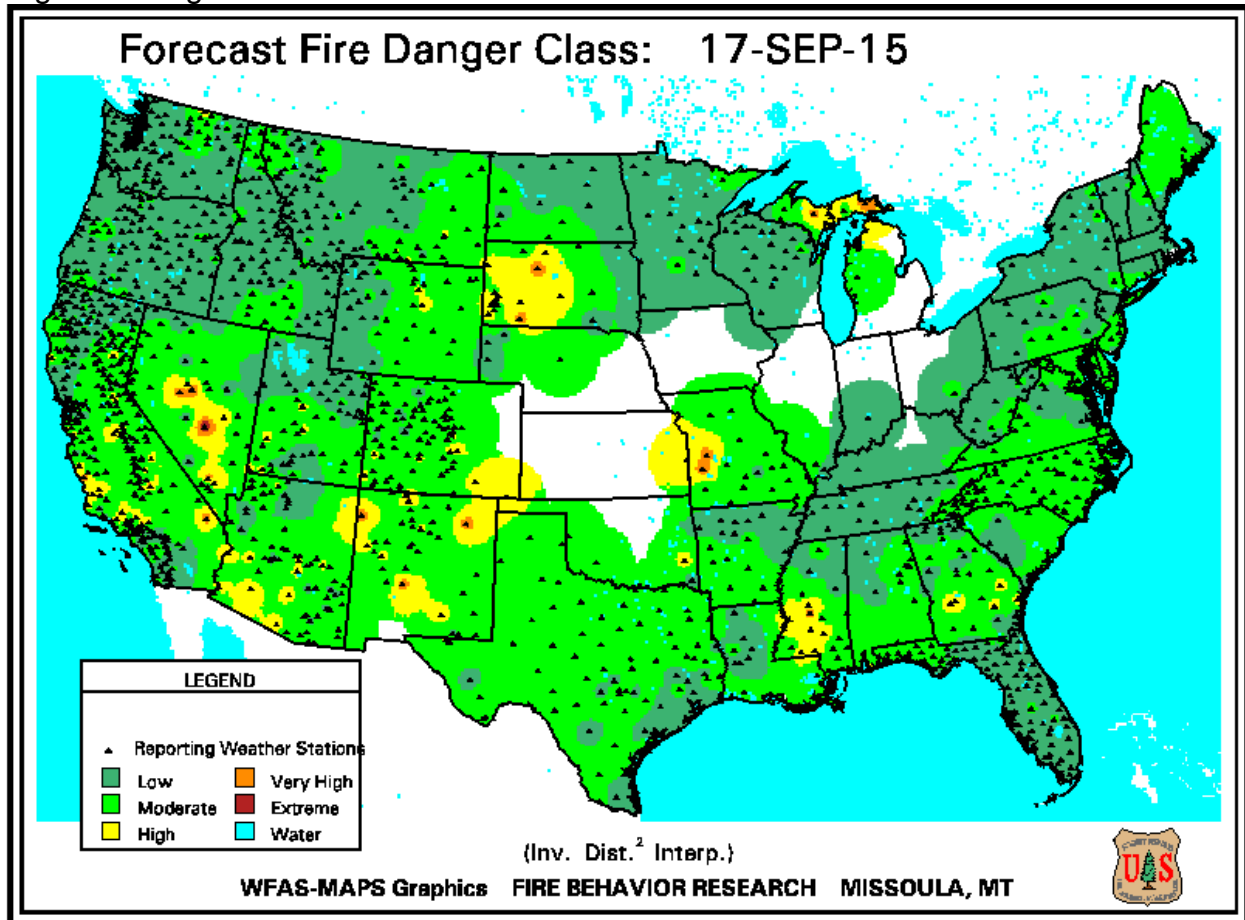 Forecast Fire Danger Class: 17-SEP-15
LEGEND
Reporting Weather Stations
Low
Very High
Moderate
Extreme
High
Water
(Inv. Dist.² Interp.)
WFAS-MAPS Graphics FIRE BEHAVIOR RESEARCH MISSOULA, MT
U S